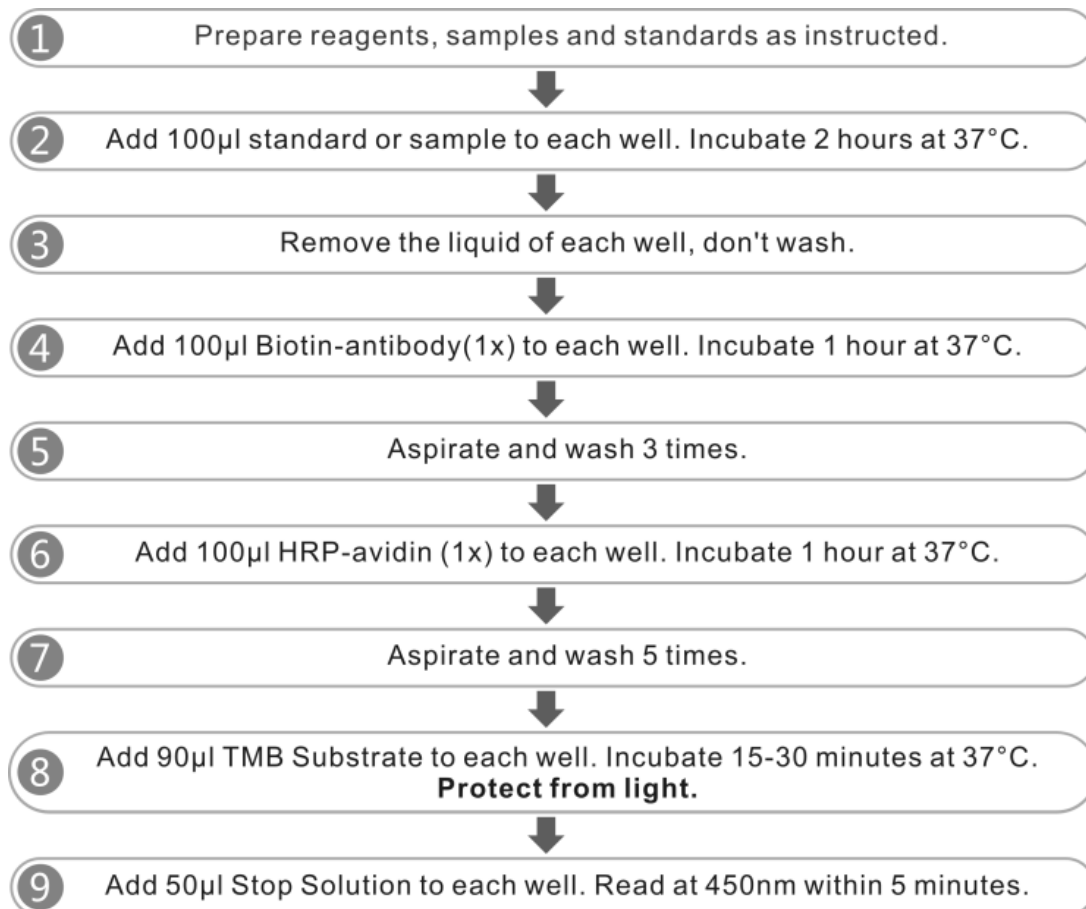 1 Prepare reagents, samples and standards as instructed.
2 Add 100µl standard or sample to each well. Incubate 2 hours at 37°C.
3 Remove the liquid of each well, don't wash.
4 Add 100µl Biotin-antibody(1x) to each well. Incubate 1 hour at 37°C.
5 Aspirate and wash 3 times.
6 Add 100µl HRP-avidin (1x) to each well. Incubate 1 hour at 37°C.
7 Aspirate and wash 5 times.
8 Add 90µl TMB Substrate to each well. Incubate 15-30 minutes at 37°C.
Protect from light.
9 Add 50µl Stop Solution to each well. Read at 450nm within 5 minutes.